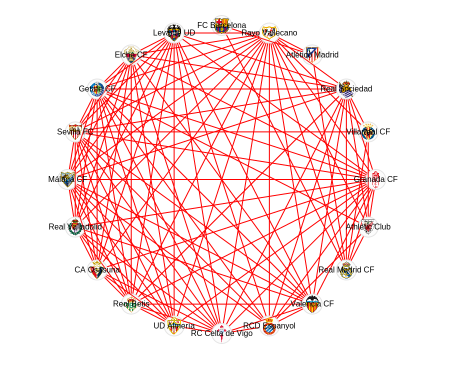 FC Barcelona
Levante UD
Rayo Vallecano
Elche CF
Atlético Madrid
Getafe CF
Real Sociedad
Sevilla FC
Villarreal CF
Málaga CF
Granada CF
Real Valladolid
Athletic Club
CA Osasuna
Real Madrid CF
Real Betis
Valencia CF
UD Almería
RCD Espanyol
RC Celta de Vigo